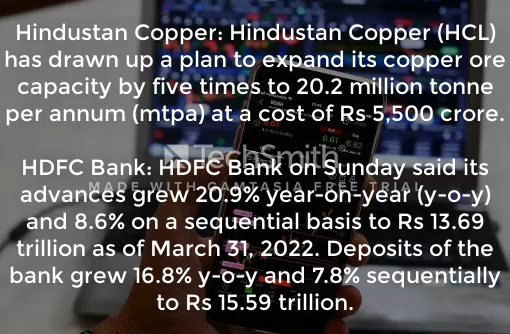 Hindustan Copper: Hindustan Copper (HCL)
has drawn up a plan to expand its copper ore
capacity by five times to 20.2 million tonne
per annum (mtpa) at a cost of Rs 5,500 crore.
TechSmith
HDFC Bank: HDFC Bank on Sunday said its
MADE WITH CAMTASIA FREE TRIAL
advances grew 20.9% year-on-year (y-o-y)
and 8.6% on a sequential basis to Rs 13.69
trillion as of March 31, 2022. Deposits of the
bank grew 16.8% y-o-y and 7.8% sequentially
to Rs 15.59 trillion.